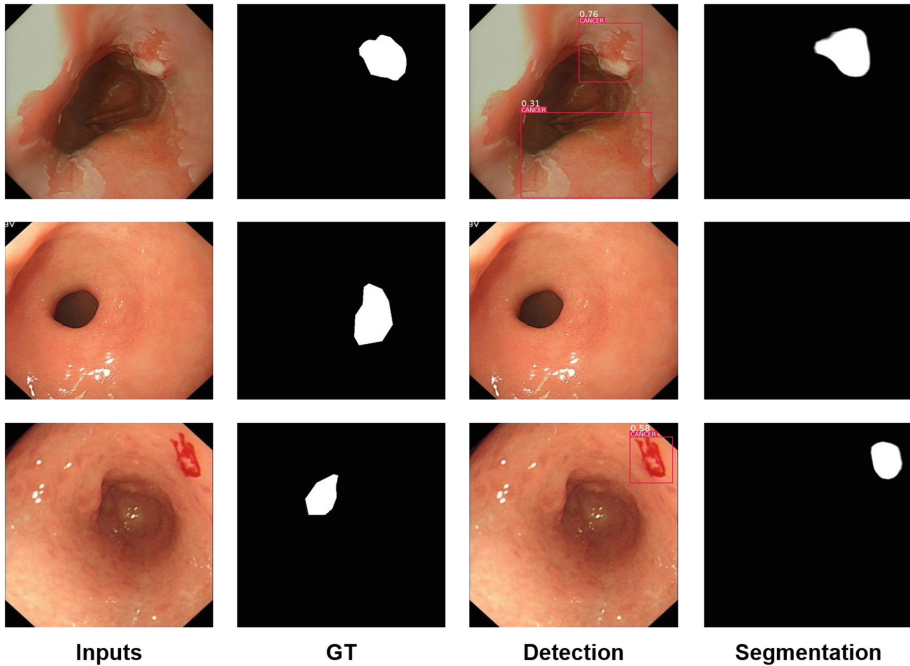 0.76
CANCER
0.31
CANCER
0.58
CANCER
Inputs GT Detection Segmentation